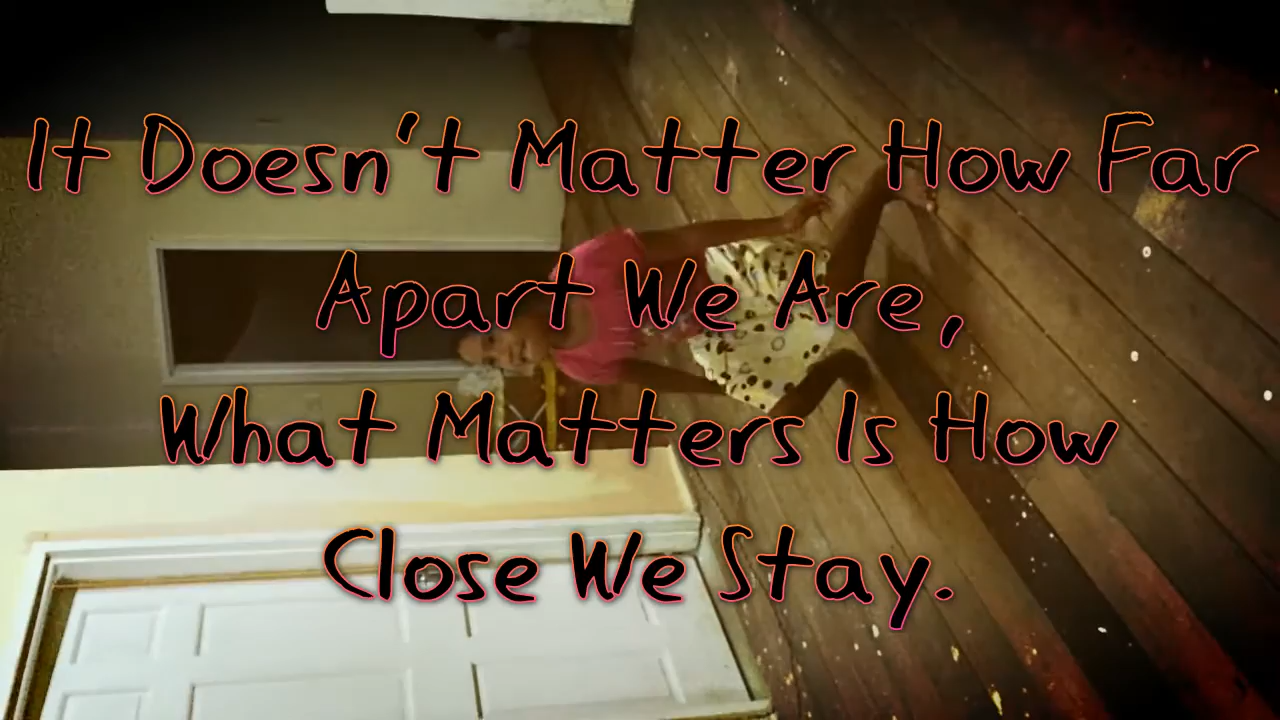 It Doesn't Matter How Far
Apart We Are,
What Matters Is How
Close We Stay.